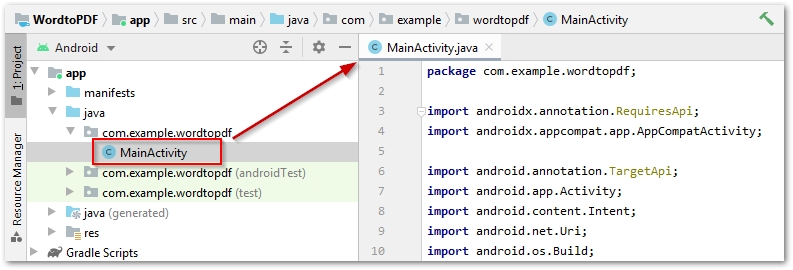 WordtoPDF app src main java com example wordtopdf MainActivity
1: Project
Resource Manager
Android
app
manifests
java
com.example.wordtopdf
MainActivity
com.example.wordtopdf (androidTest)
com.example.wordtopdf (test)
java (generated)
res
Gradle Scripts
MainActivity.java
1 package com.example.wordtopdf;
2
3 import androidx.annotation.RequiresApi;
4 import androidx.appcompat.app.AppCompatActivity;
5
6 import android.annotation.TargetApi;
7 import android.app.Activity;
8 import android.content.Intent;
9 import android.net.Uri;
10 import android.os.Build;